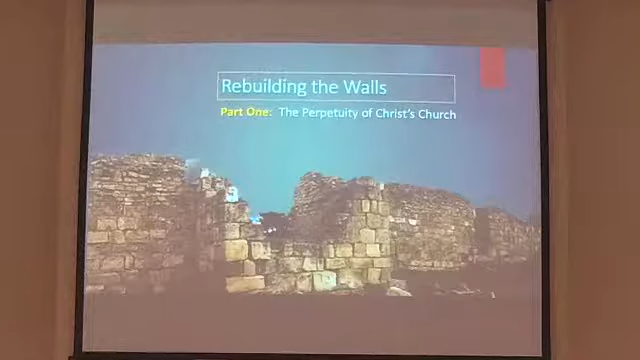 Rebuilding the Walls
Part One: The Perpetuity of Christ's Church